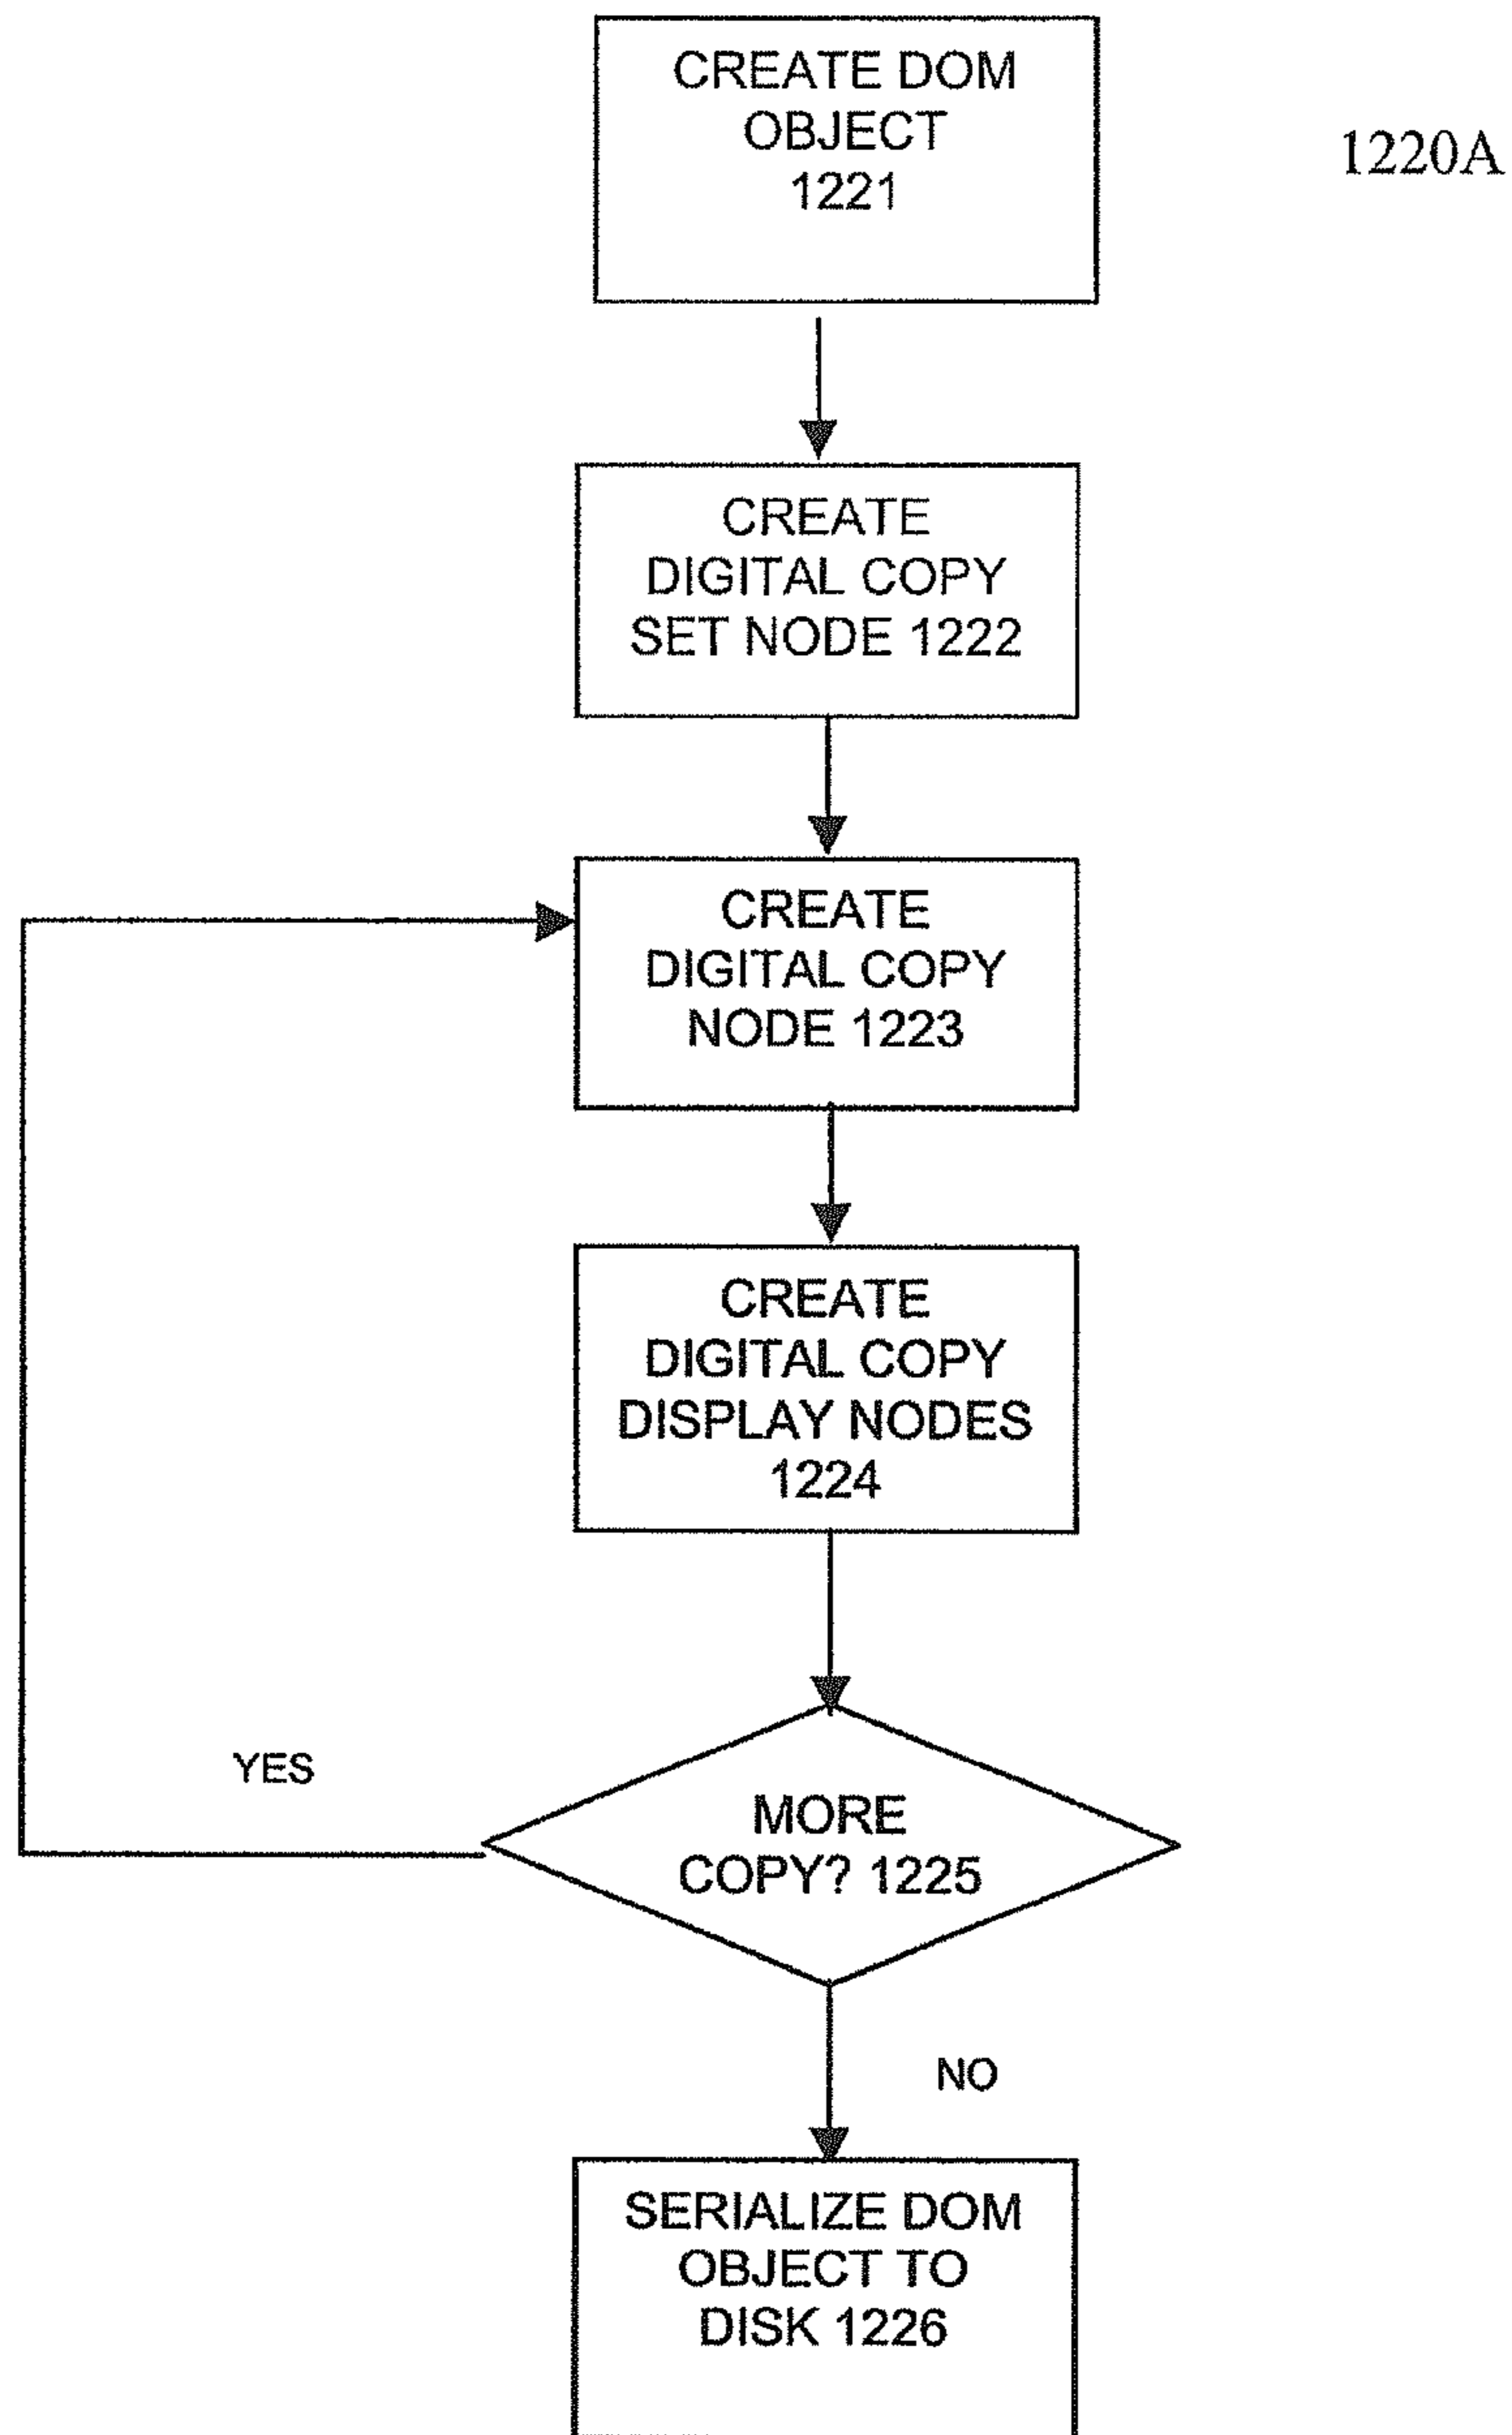 CREATE DOM
OBJECT
1221
1220A
CREATE
DIGITAL COPY
SET NODE 1222
CREATE
DIGITAL COPY
NODE 1223
CREATE
DIGITAL COPY
DISPLAY NODES
1224
YES
MORE
COPY? 1225
NO
SERIALIZE DOM
OBJECT TO
DISK 1226